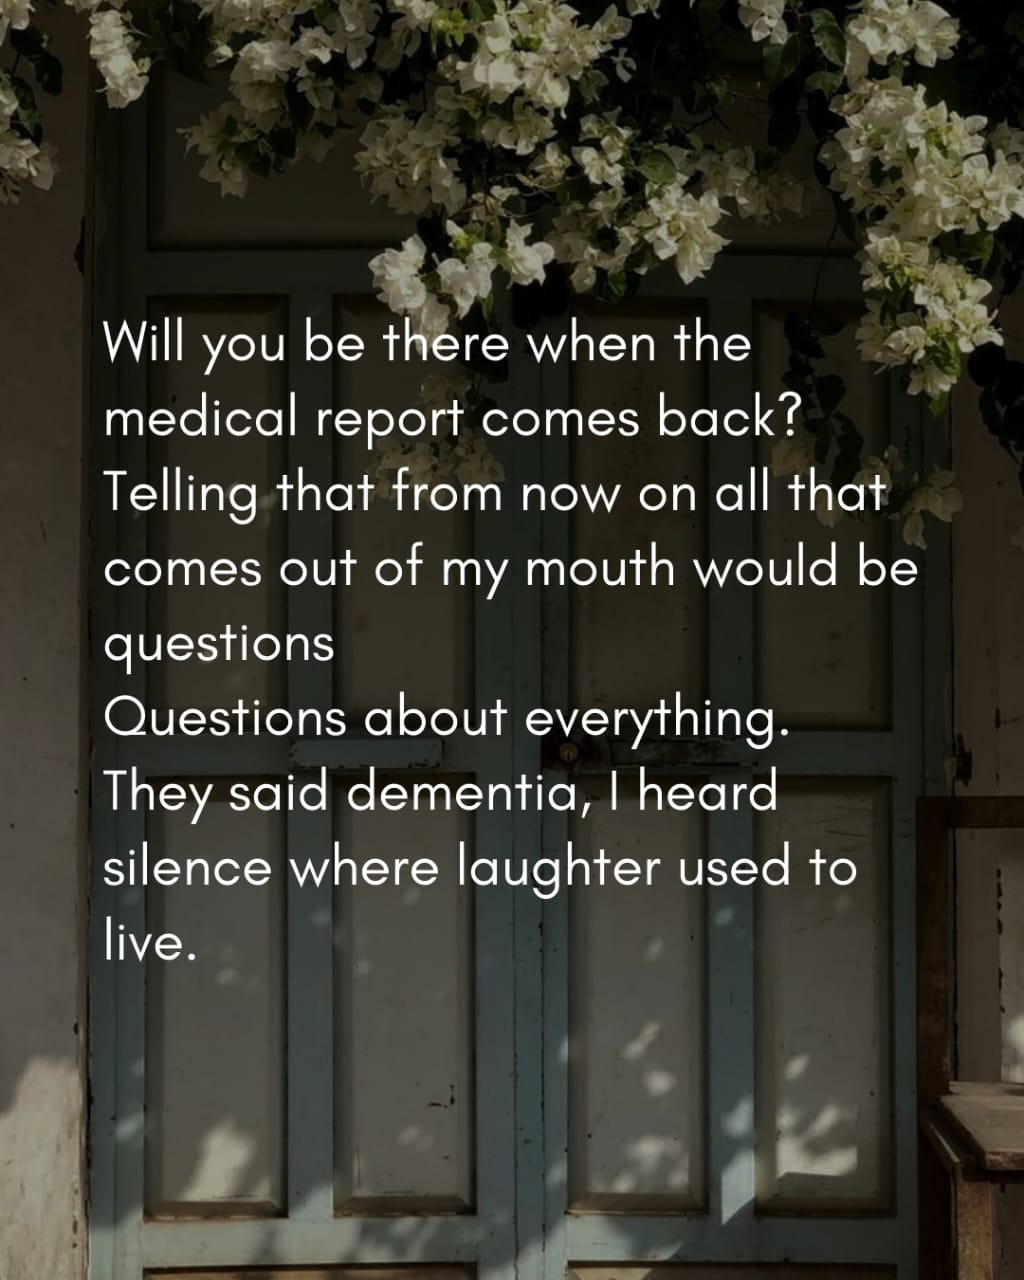 Will you be there when the
medical report comes back?
Telling that from now on all that
comes out of my mouth would be
questions
Questions about everything.
They said dementia, I heard
silence where laughter used to
live.